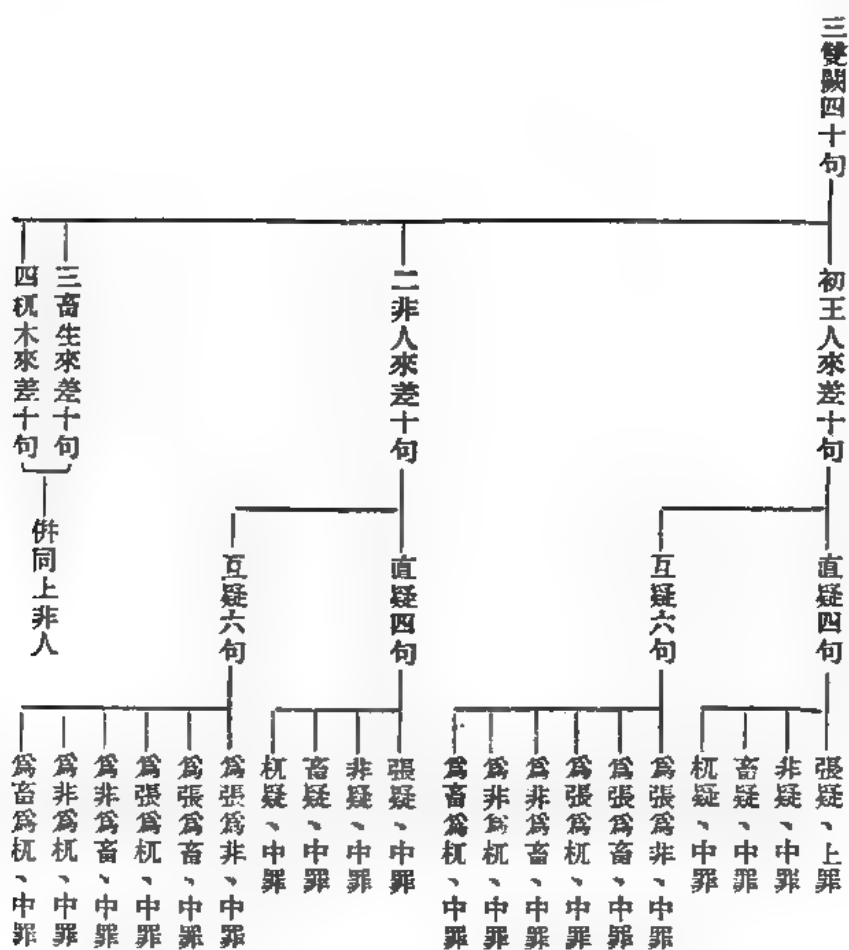 三雙闕四十句
初王人來差十句
直疑四句
張疑、上罪
非疑、中罪
畜疑、中罪
杌疑、中罪
互疑六句
爲張爲非、中罪
爲張爲畜、中罪
爲張爲杌、中罪
爲非爲畜、中罪
爲非爲杌、中罪
爲畜爲杌、中罪
二非人來差十句
直疑四句
張疑、中罪
非疑、中罪
畜疑、中罪
杌疑、中罪
互疑六句
爲張爲非、中罪
爲張爲畜、中罪
爲張爲杌、中罪
爲非爲畜、中罪
爲非爲杌、中罪
爲畜爲杌、中罪
三畜生來差十句
四杌木來差十句
併同上非人